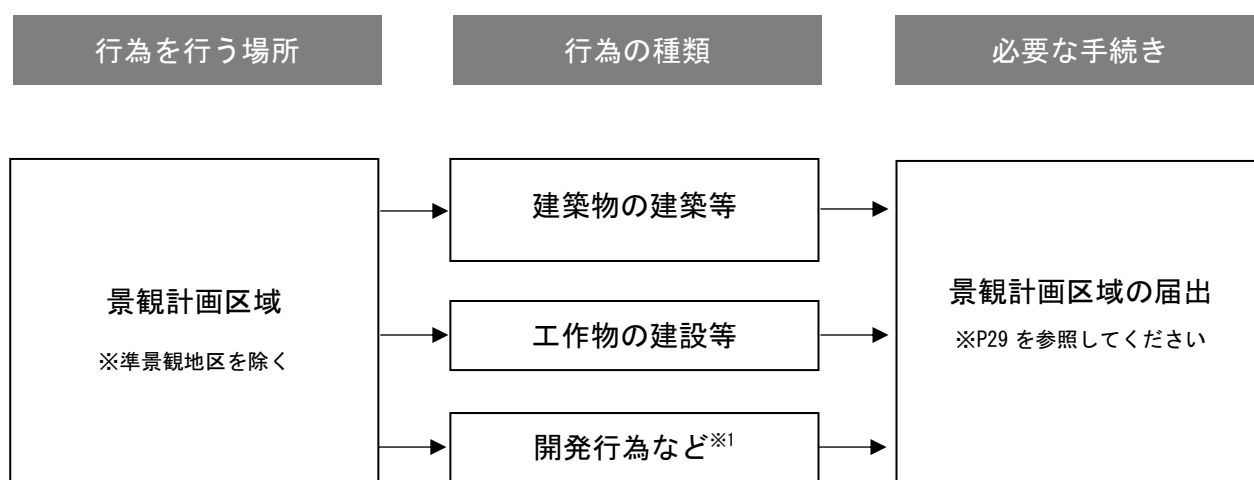 行為を行う場所
行為の種類
必要な手続き
景観計画区域
※準景観地区を除く
建築物の建築等
工作物の建設等
開発行為など※1
景観計画区域の届出
※P29 を参照してください